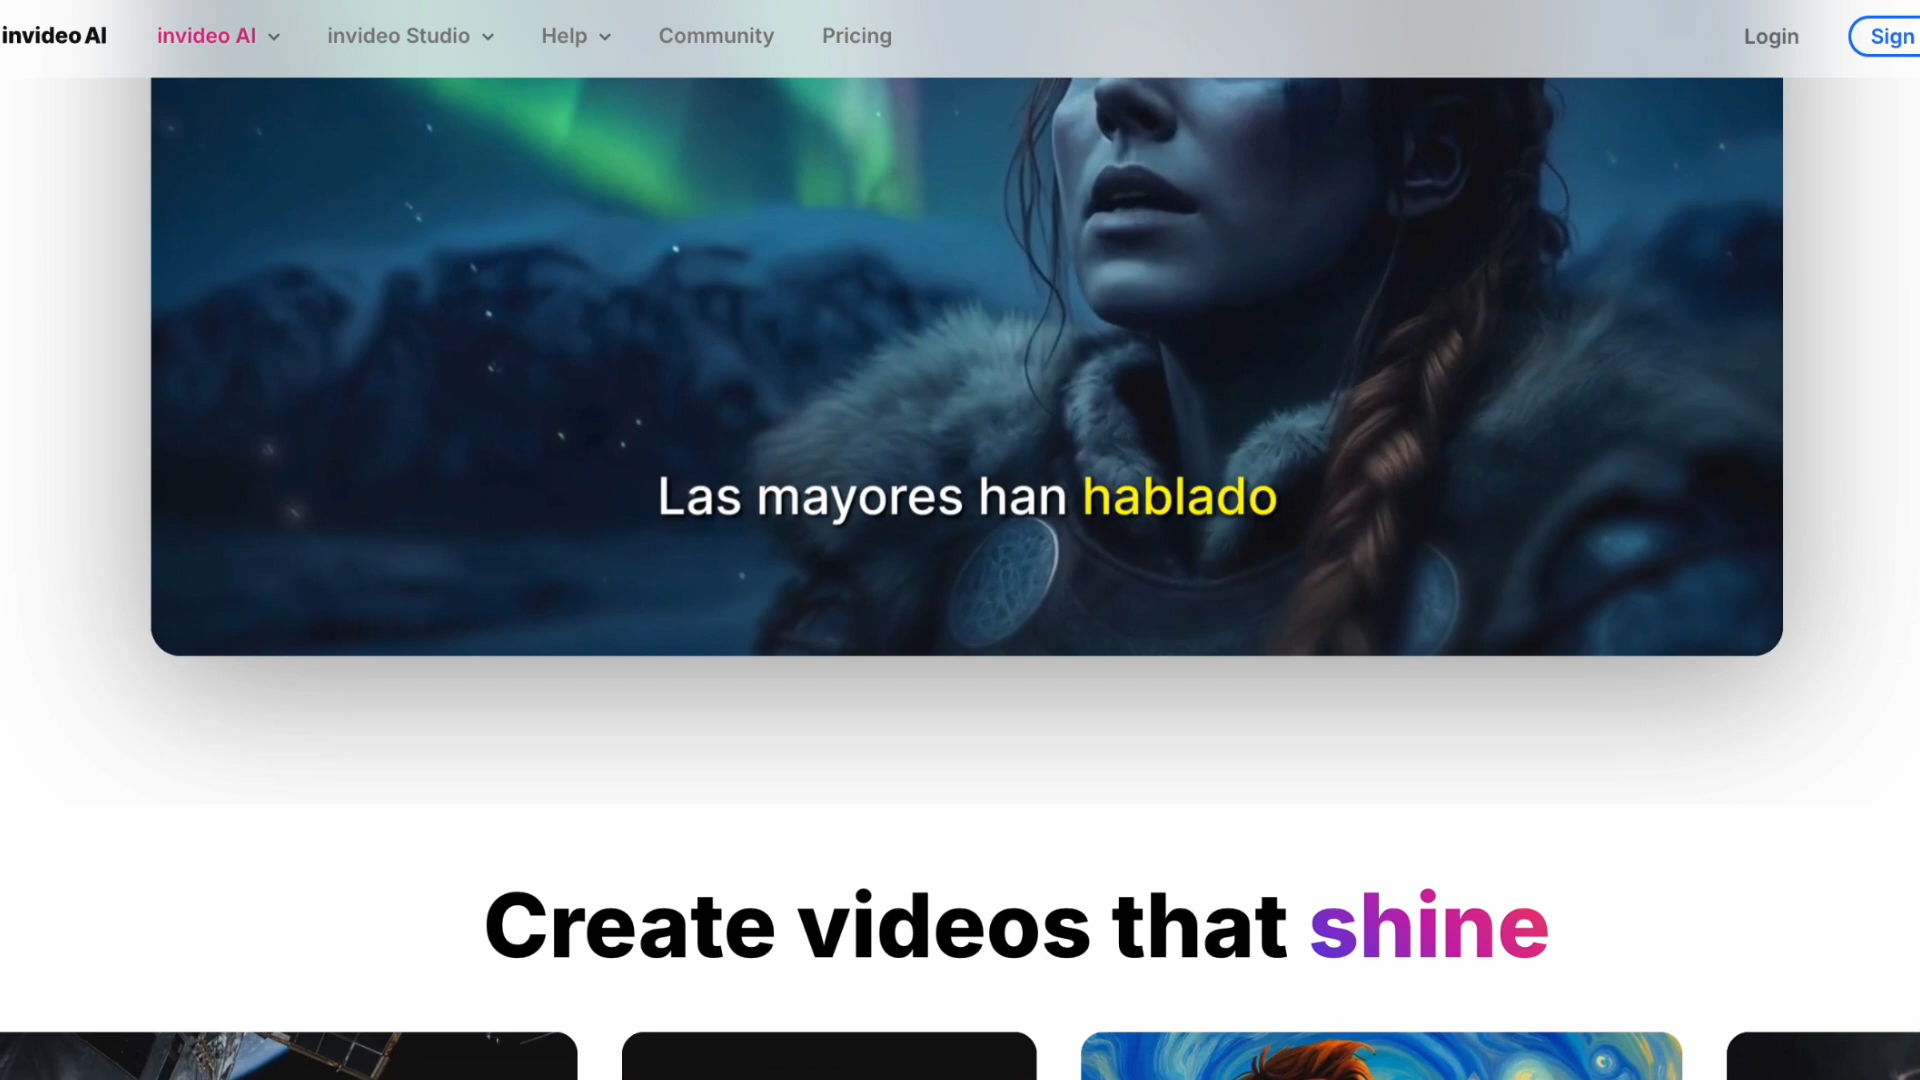 invideo AI
invideo AI
invideo Studio
Help
Community
Pricing
Login
Sign
Las mayores han hablado
Create videos that shine